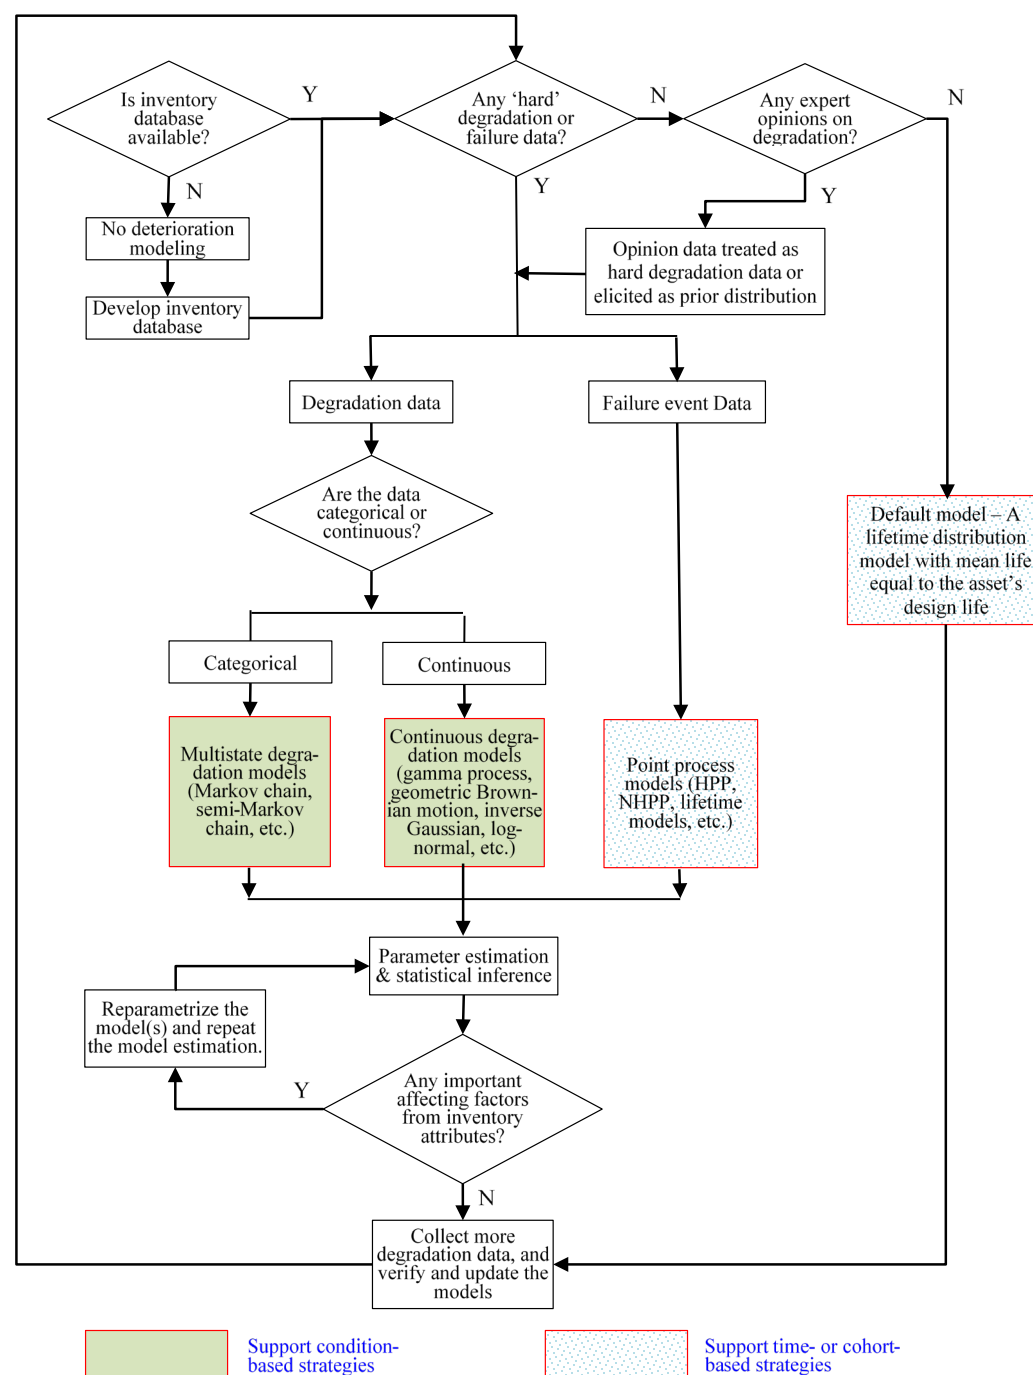 Is inventory
database
available?
Y
N
Any ‘hard’
degradation or
failure data?
N
Y
Any expert
opinions on
degradation?
N
Y
No deterioration
modeling
Develop inventory
database
Opinion data treated as
hard degradation data or
elicited as prior distribution
Degradation data
Failure event Data
Are the data
categorical or
continuous?
Default model – A
lifetime distribution
model with mean life
equal to the asset’s
design life
Categorical
Continuous
Multistate degra-
dation models
(Markov chain,
semi-Markov
chain, etc.)
Continuous degra-
dation models
(gamma process,
geometric Brown-
ian motion, inverse
Gaussian, log-
normal, etc.)
Point process
models (HPP,
NHPP, lifetime
models, etc.)
Parameter estimation
& statistical inference
Reparametrize the
model(s) and repeat
the model estimation.
Y
Any important
affecting factors
from inventory
attributes?
N
Collect more
degradation data, and
verify and update the
models
Support condition-
based strategies
Support time- or cohort-
based strategies